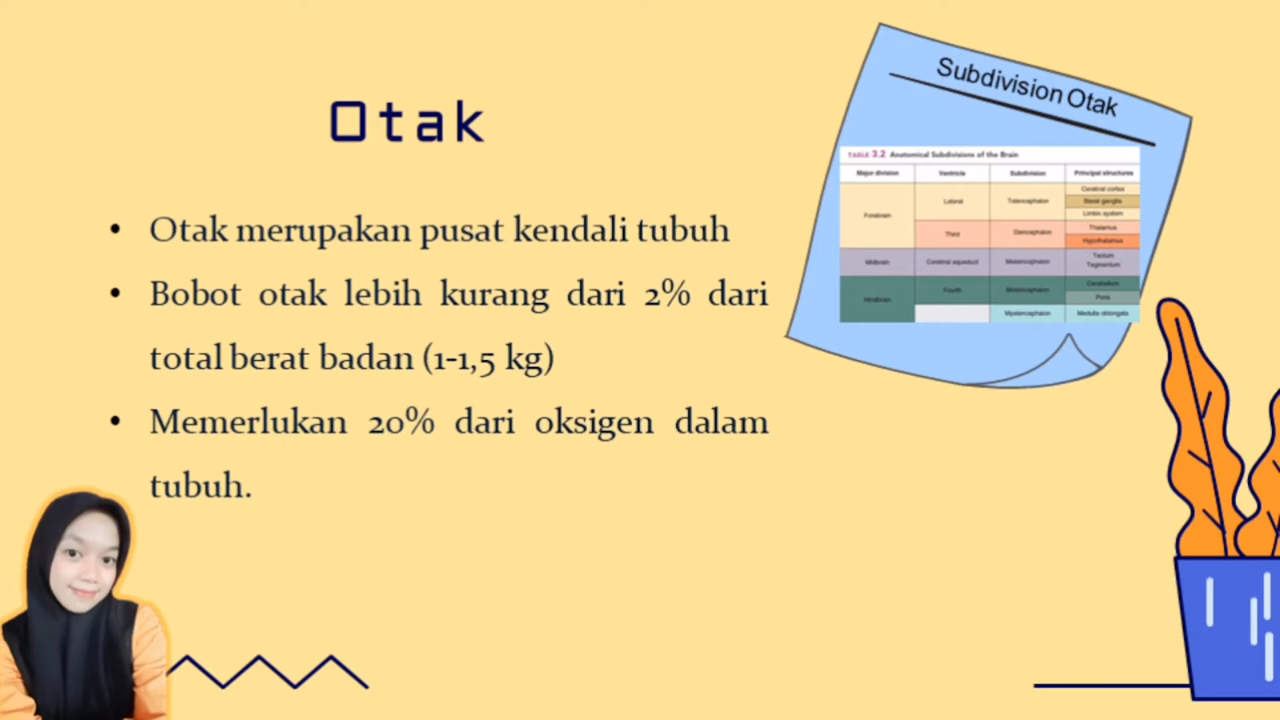 Otak
• Otak merupakan pusat kendali tubuh
• Bobot otak lebih kurang dari 2% dari
total berat badan (1-1,5 kg)
• Memerlukan 20% dari oksigen dalam
tubuh.
Subdivision Otak
TABLE 3.2 Anatomical Subdivisions of the Brain
Major division Ventricle Subdivision Principal structures
Forebrain Lateral Telencephalon Cerebral cortex
Basal ganglia
Limbic system
Third Diencephalon Thalamus
Hypothalamus
Midbrain Cerebral aqueduct Mesencephalon Tectum
Tegmentum
Hindbrain Fourth Metencephalon Cerebellum
Pons
Myelencephalon Medulla oblongata